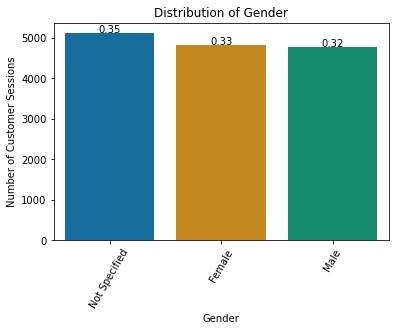 Distribution of Gender
Number of Customer Sessions
5000
4000
3000
2000
1000
0
0.35
0.33
0.32
Not Specified
Female
Male
Gender